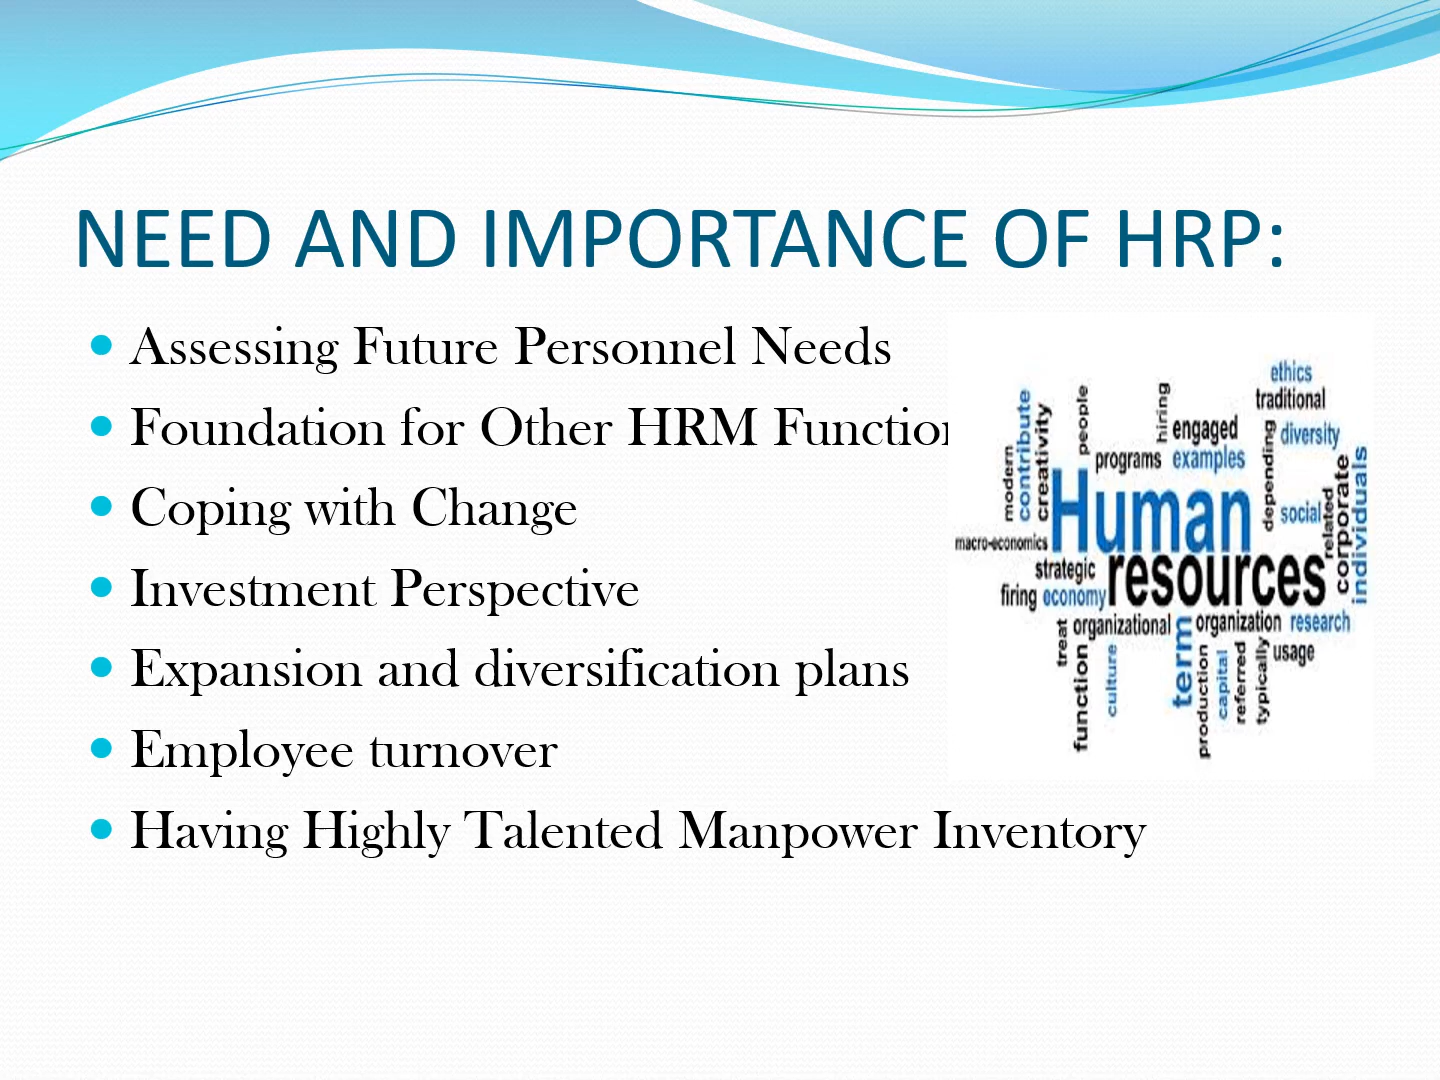 NEED AND IMPORTANCE OF HRP:
Assessing Future Personnel Needs
Foundation for Other HRM Function
Coping with Change
Investment Perspective
Expansion and diversification plans
Employee turnover
Having Highly Talented Manpower Inventory
ethics
traditional
hiring
people
engaged
diversity
contribute
creativity
modern
programs examples
depending
Human
social
related
corporate
individuals
macro-economics
strategic
resources
firing economy
treat
organizational
term
organization research
usage
function
culture
production
capital
referred
typically